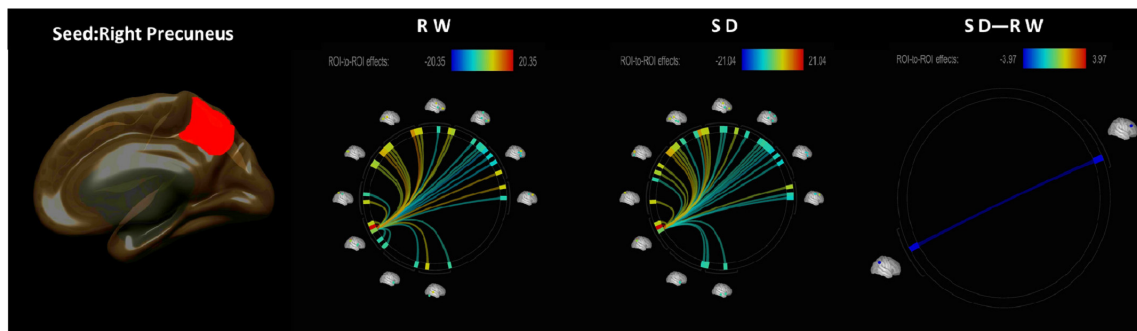 Seed:Right Precuneus
R W
ROI-to-ROI effects: -20.35 20.35
S D
ROI-to-ROI effects: -21.04 21.04
S D—R W
ROI-to-ROI effects: -3.97 3.97